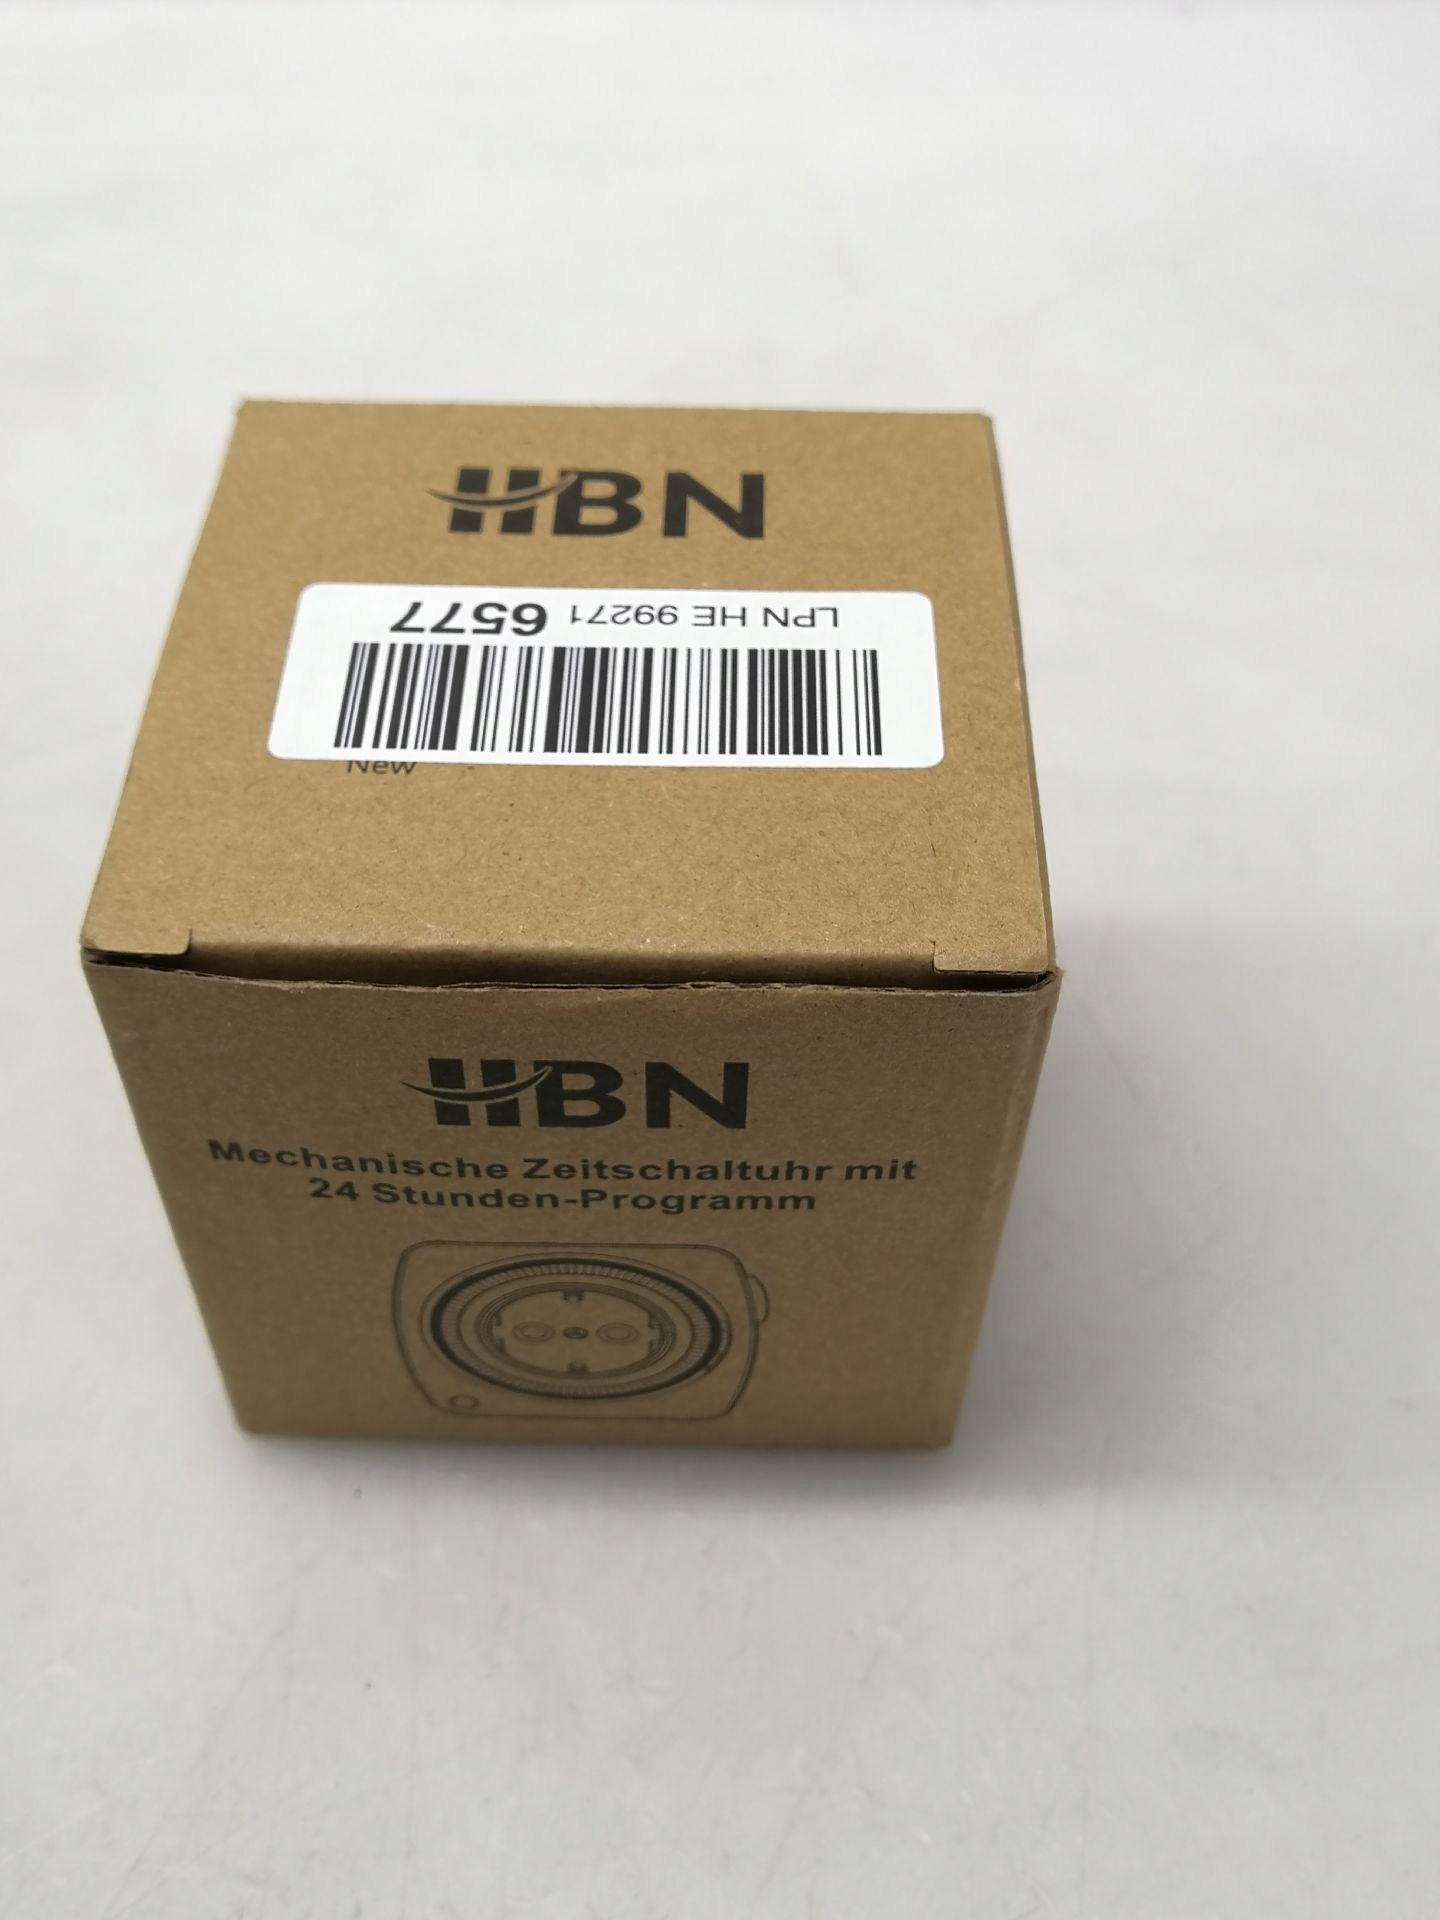 HBN
LPN HE 99271 6577
New
HBN
Mechanische Zeitschaltuhr mit
24 Stunden-Programm